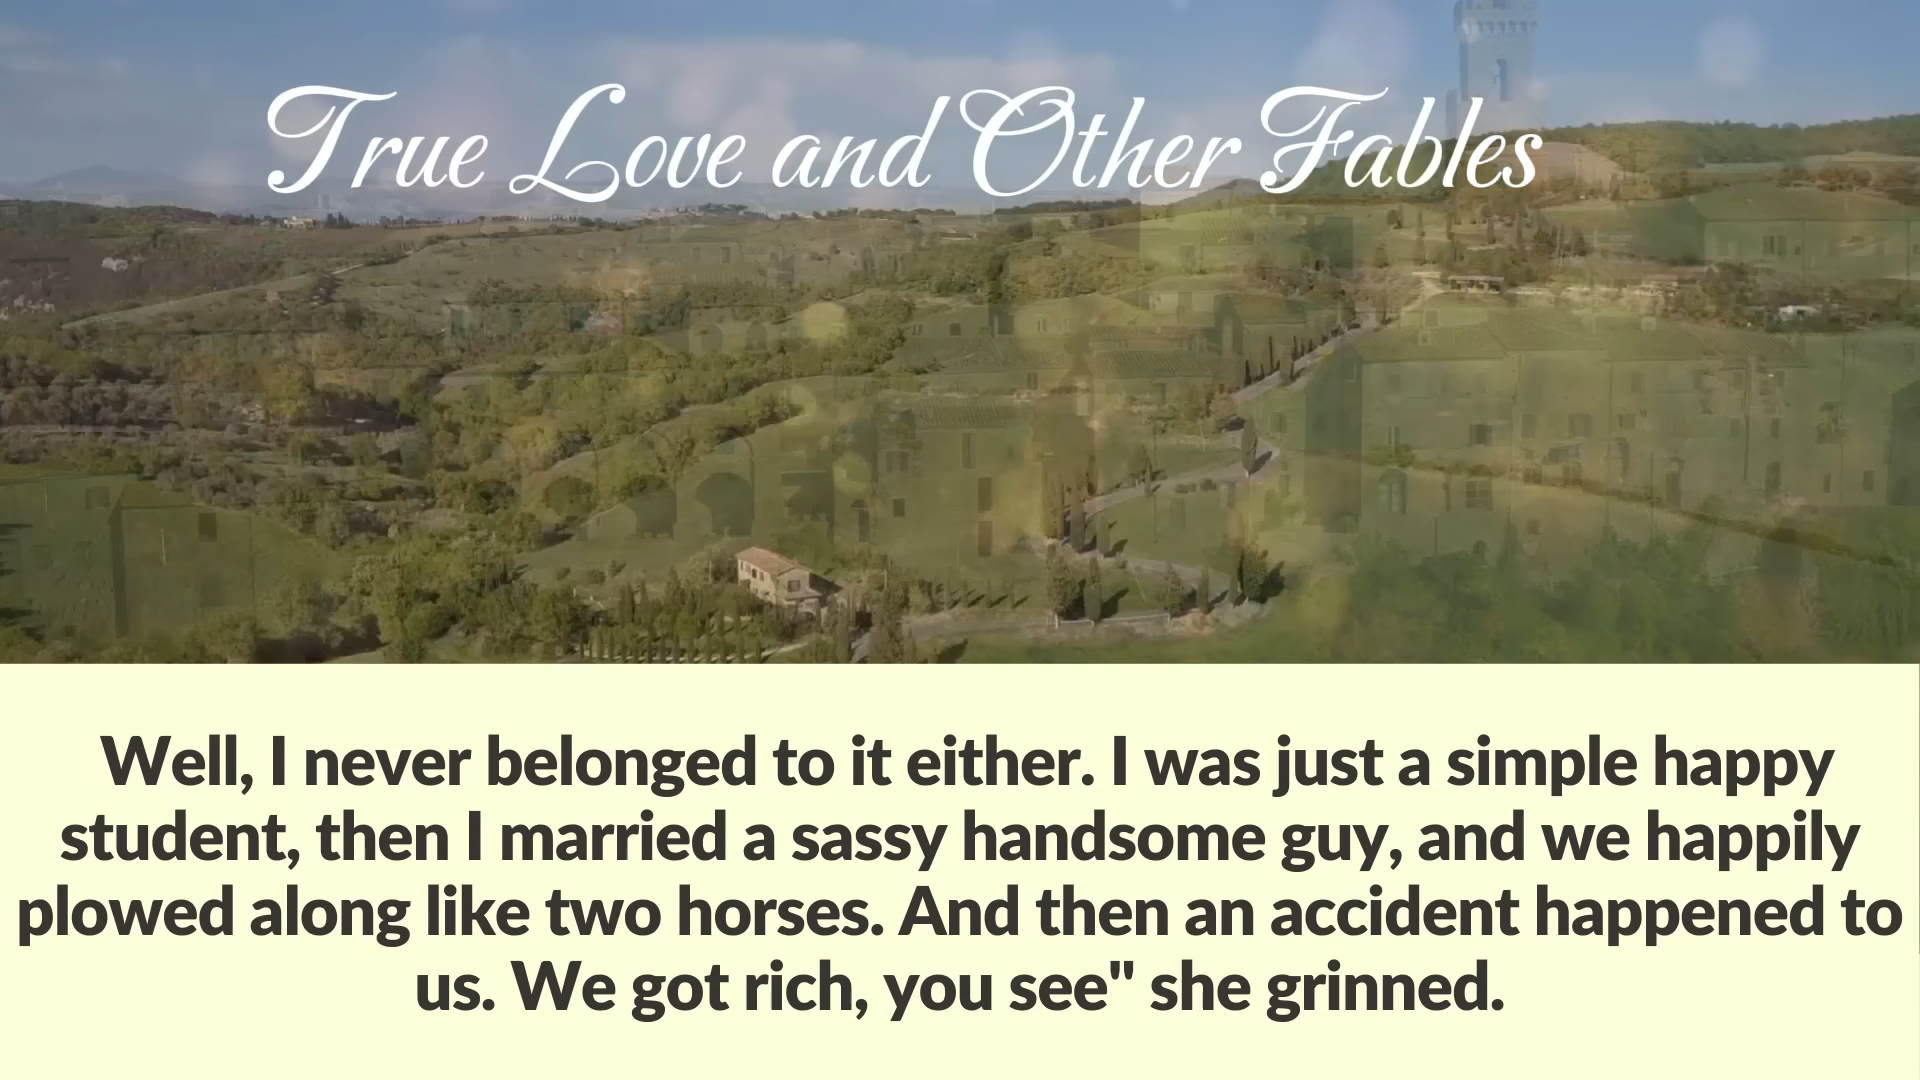 True Love and Other Fables
Well, I never belonged to it either. I was just a simple happy
student, then I married a sassy handsome guy, and we happily
plowed along like two horses. And then an accident happened to
us. We got rich, you see" she grinned.